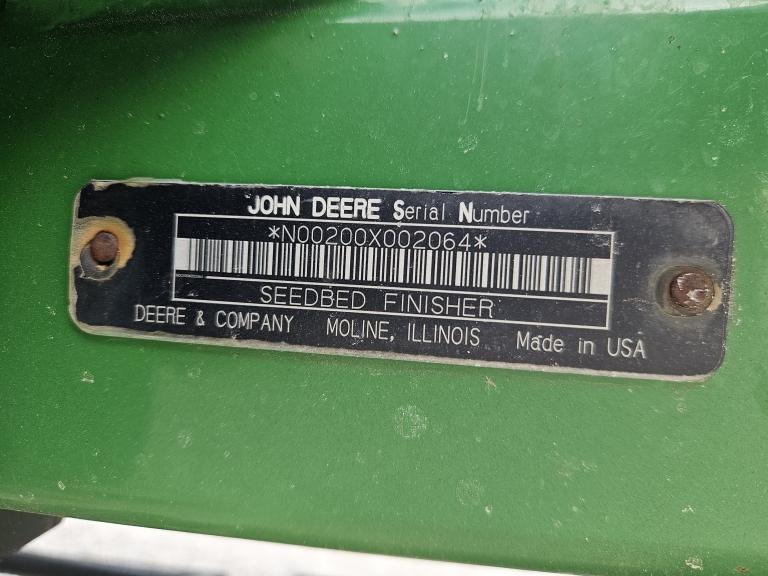 JOHN DEERE Serial Number
*N00200X002064*
SEEDBED FINISHER
DEERE & COMPANY MOLINE, ILLINOIS Made in USA